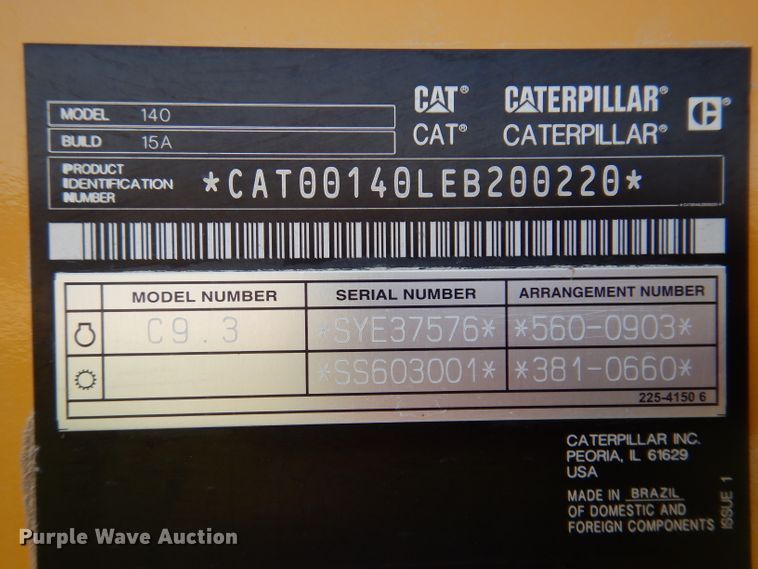 CAT® CATERPILLAR®
MODEL 140
BUILD 15A
CAT® CATERPILLAR®
C®
PRODUCT
IDENTIFICATION
NUMBER
*CAT00140LEB200220*
MODEL NUMBER SERIAL NUMBER ARRANGEMENT NUMBER
C9.3 *SYE37576* *560-0903*
*SS603001* *381-0660*
225-4150 6
CATERPILLAR INC.
PEORIA, IL 61629
USA
MADE IN BRAZIL
OF DOMESTIC AND
FOREIGN COMPONENTS
ISSUE 1
Purple Wave Auction